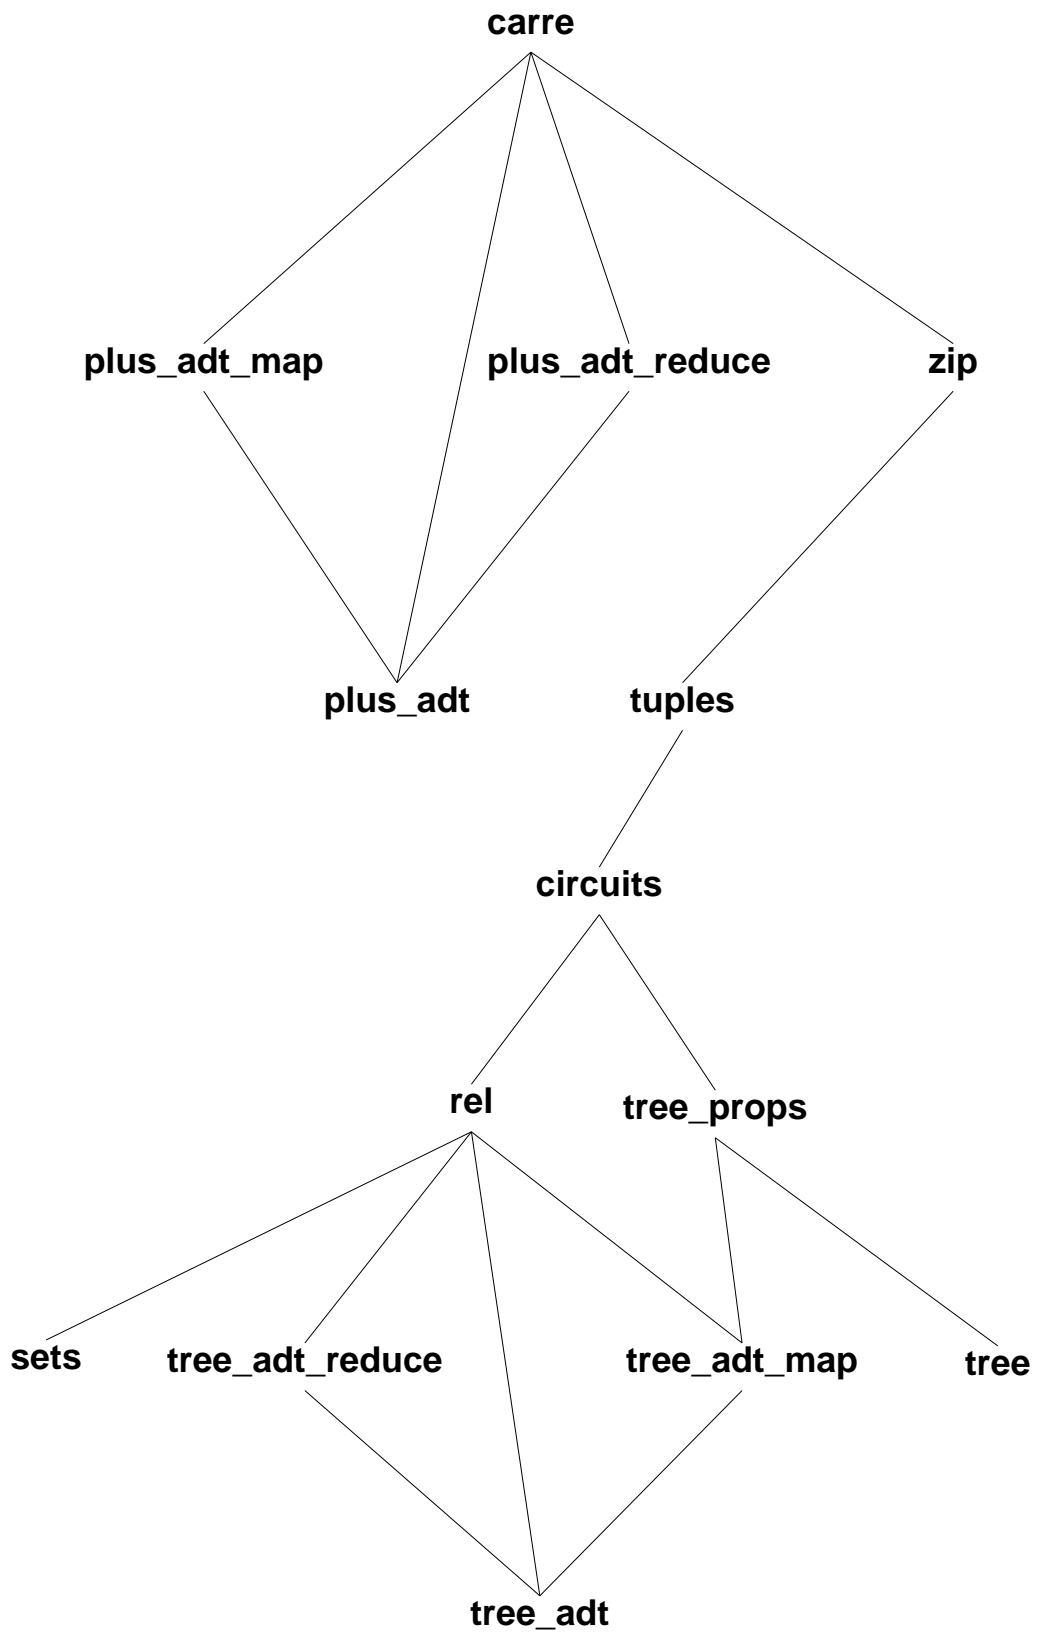 carre
plus_adt_map
plus_adt_reduce
zip
plus_adt
tuples
circuits
rel
tree_props
sets
tree_adt_reduce
tree_adt_map
tree
tree_adt